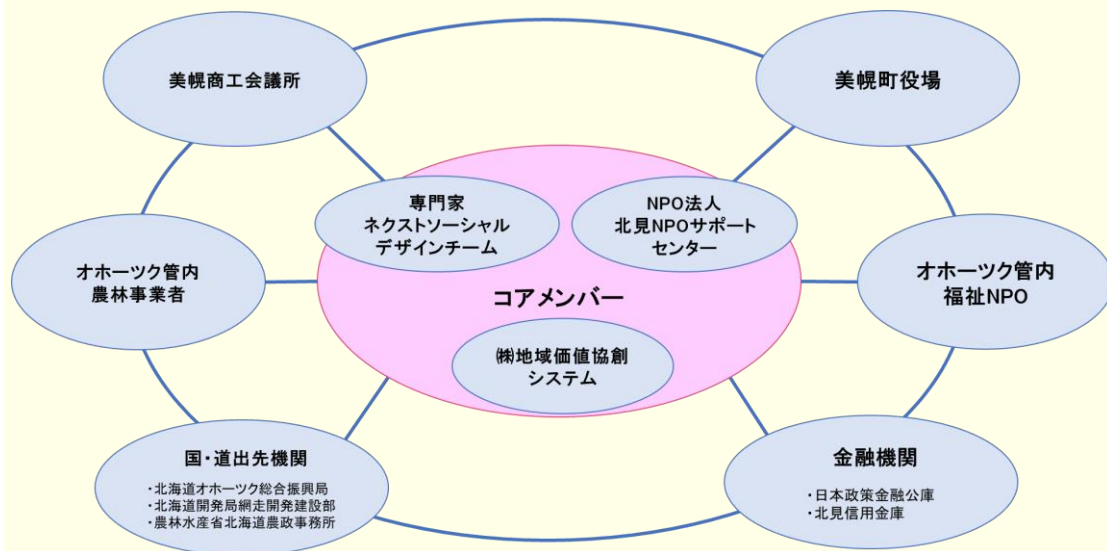 美幌商工会議所
美幌町役場
専門家
ネクストソーシャル
デザインチーム
NPO法人
北見NPOサポート
センター
オホーツク管内
農林事業者
コアメンバー
オホーツク管内
福祉NPO
㈱地域価値協創
システム
国・道出先機関
・北海道オホーツク総合振興局
・北海道開発局網走開発建設部
・農林水産省北海道農政事務所
金融機関
・日本政策金融公庫
・北見信用金庫